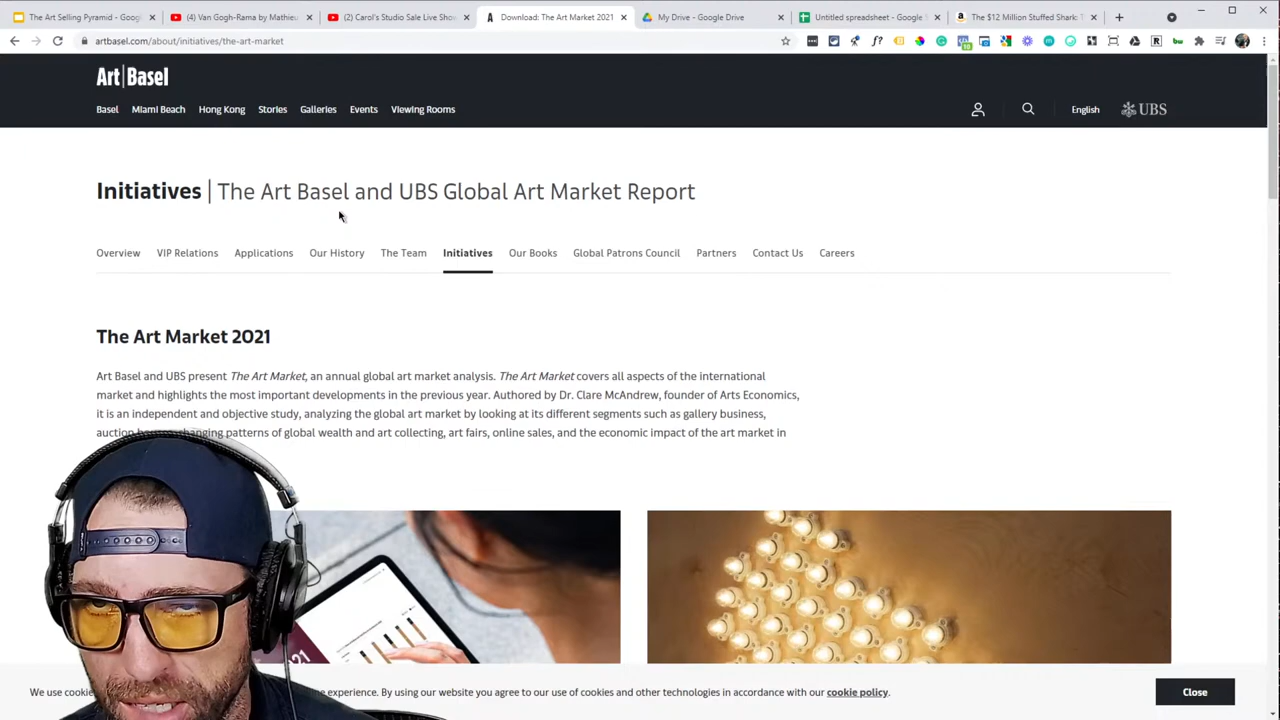 The Art Selling Pyramid - Goog
(4) Van Gogh-Rama by Mathieu
(2) Carol's Studio Sale Live Show
Download: The Art Market 2021
My Drive - Google Drive
Untitled spreadsheet - Google
The $12 Million Stuffed Shark: T
artbasel.com/about/initiatives/the-art-market
Art Basel
Basel Miami Beach Hong Kong Stories Galleries Events Viewing Rooms English UBS
Initiatives | The Art Basel and UBS Global Art Market Report
Overview VIP Relations Applications Our History The Team Initiatives Our Books Global Patrons Council Partners Contact Us Careers
The Art Market 2021
Art Basel and UBS present The Art Market, an annual global art market analysis. The Art Market covers all aspects of the international
market and highlights the most important developments in the previous year. Authored by Dr. Clare McAndrew, founder of Arts Economics,
it is an independent and objective study, analyzing the global art market by looking at its different segments such as gallery business,
auction changing patterns of global wealth and art collecting, art fairs, online sales, and the economic impact of the art market in
2021
We use cookie experience. By using our website you agree to our use of cookies and other technologies in accordance with our cookie policy.
Close